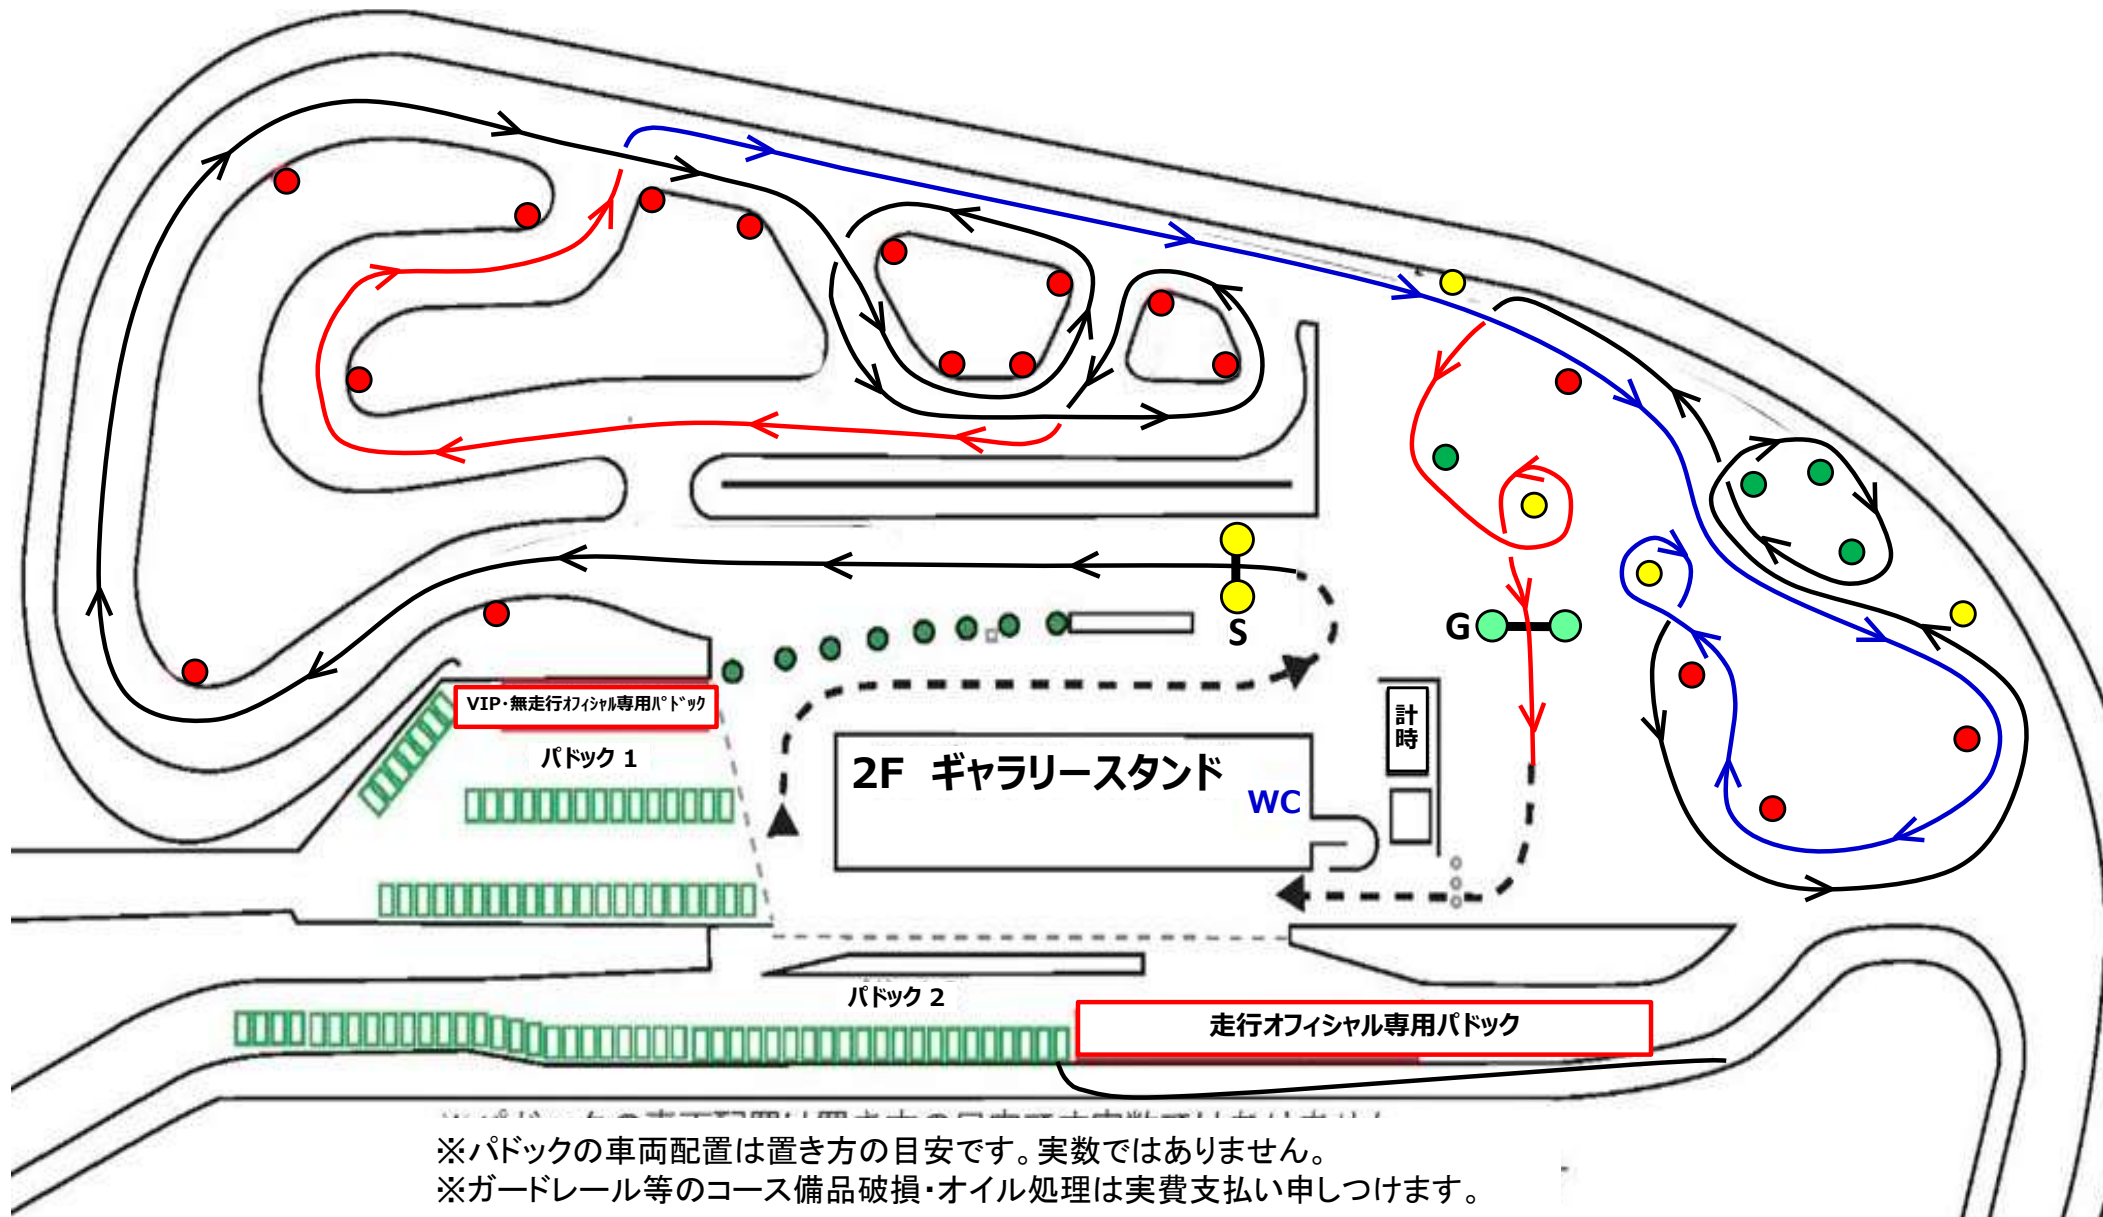 S
G
VIP・無走行オフィシャル専用パドック
計時
パドック 1
2F ギャラリースタンド
WC
パドック 2
走行オフィシャル専用パドック
※パドックの車両配置は置き方の目安です。実数ではありません。
※ガードレール等のコース備品破損・オイル処理は実費支払い申しつけます。